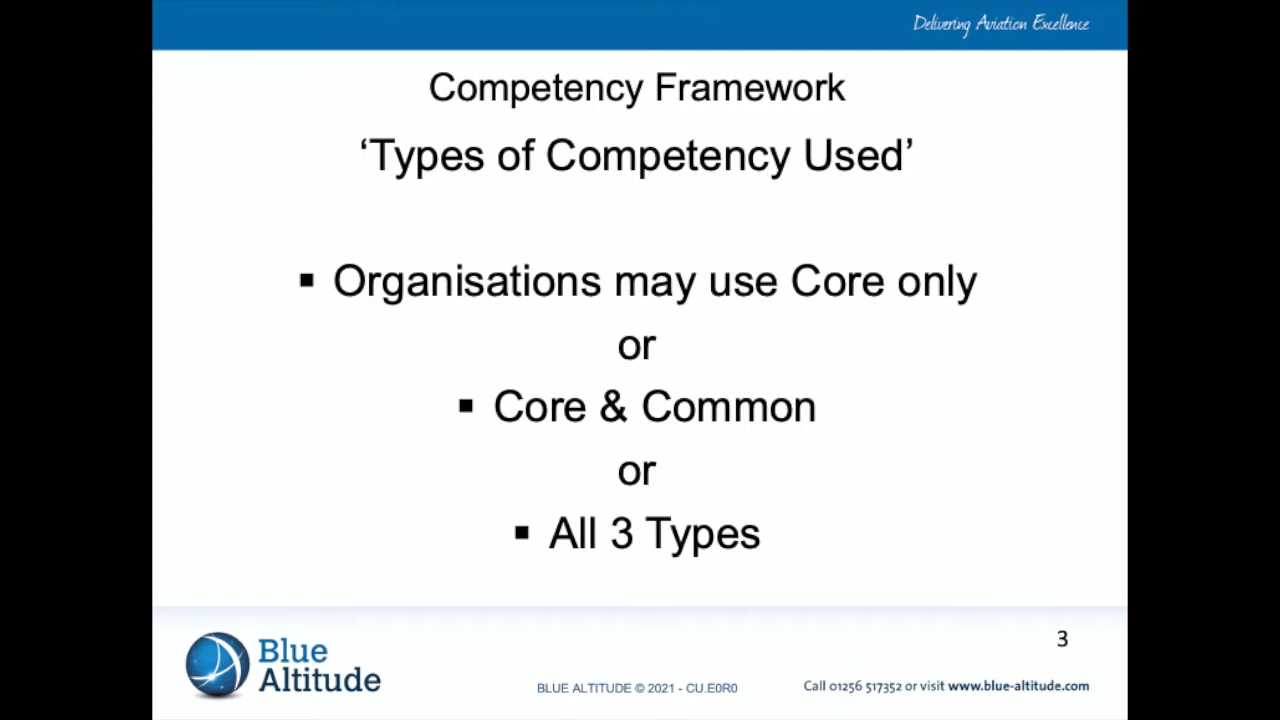 Delivering Aviation Excellence
Competency Framework
‘Types of Competency Used’
▪ Organisations may use Core only
or
▪ Core & Common
or
▪ All 3 Types
3
Blue
Altitude
BLUE ALTITUDE © 2021 - CU.E0R0
Call 01256 517352 or visit www.blue-altitude.com